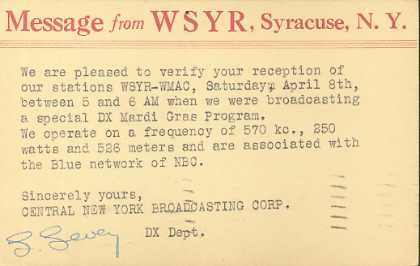 Message from WSYR, Syracuse, N. Y.
We are pleased to verify your reception of
our stations WSYR-WMAC, Saturday, April 8th,
between 5 and 6 AM when we were broadcasting
a special DX Mardi Gras Program.
We operate on a frequency of 570 kc., 250
watts and 526 meters and are associated with
the Blue network of NBC.
Sincerely yours,
CENTRAL NEW YORK BROADCASTING CORP.
DX Dept.